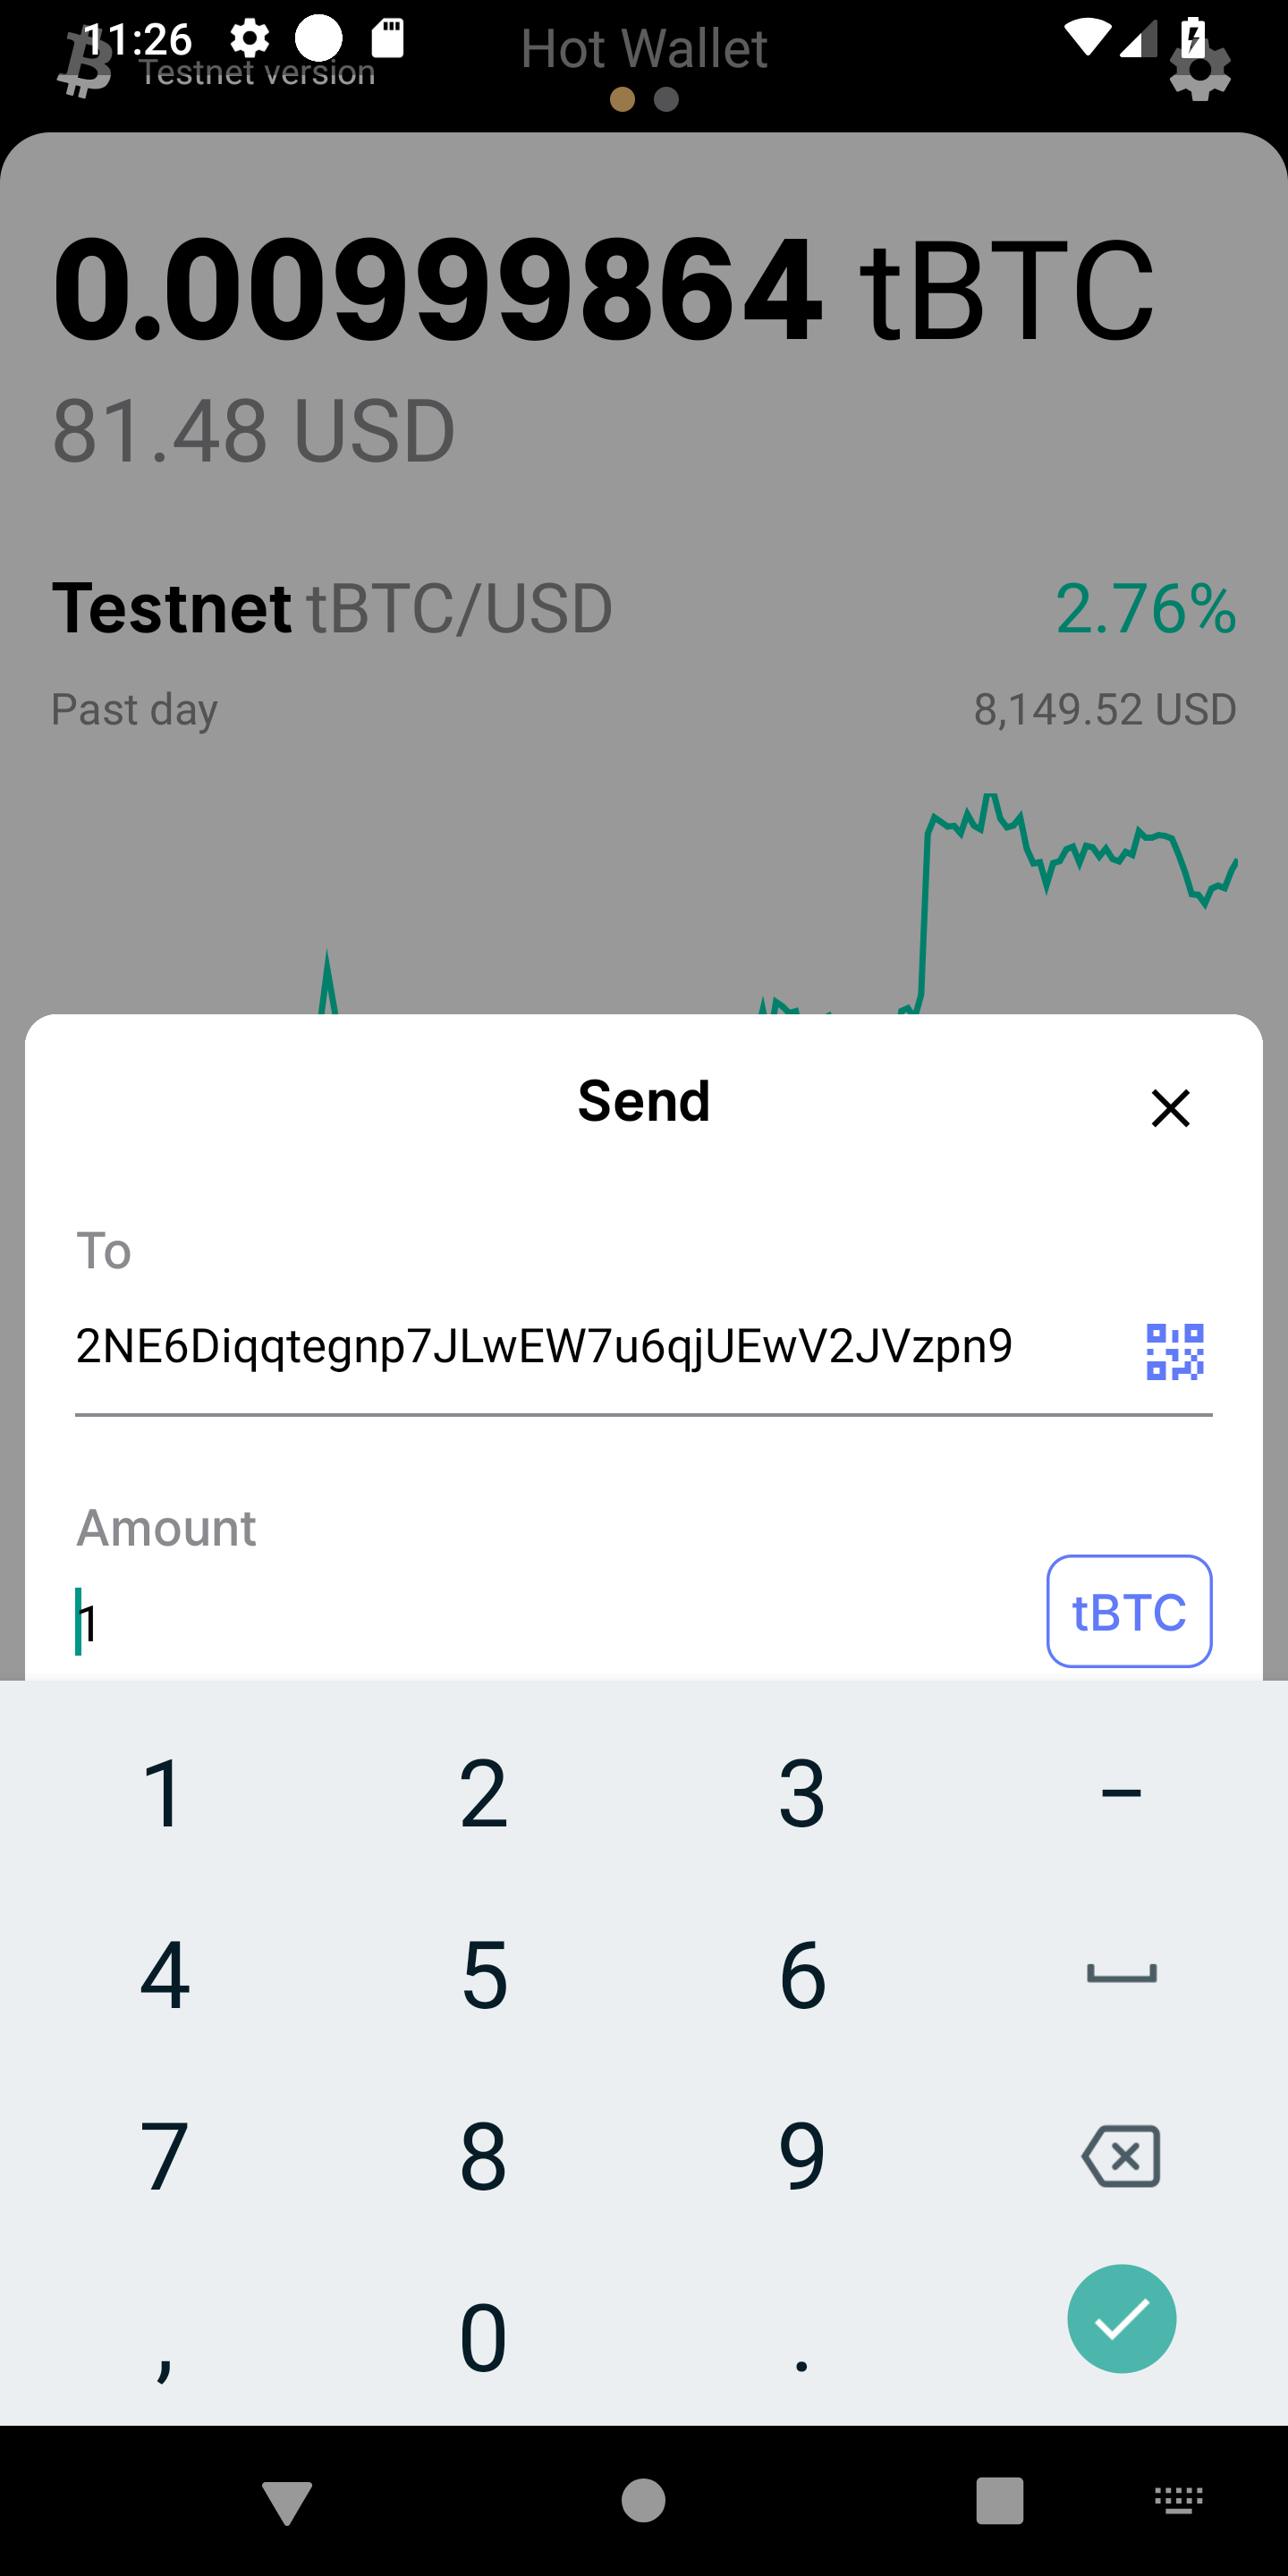 11:26
Testnet version
Hot Wallet
0.00999864 tBTC
81.48 USD
Testnet tBTC/USD 2.76%
Past day 8,149.52 USD
Send
To
2NE6Diqqtegnp7JLwEW7u6qjUEwV2JVzpn9
Amount
1 tBTC
1 2 3 –
4 5 6
7 8 9
, 0 .